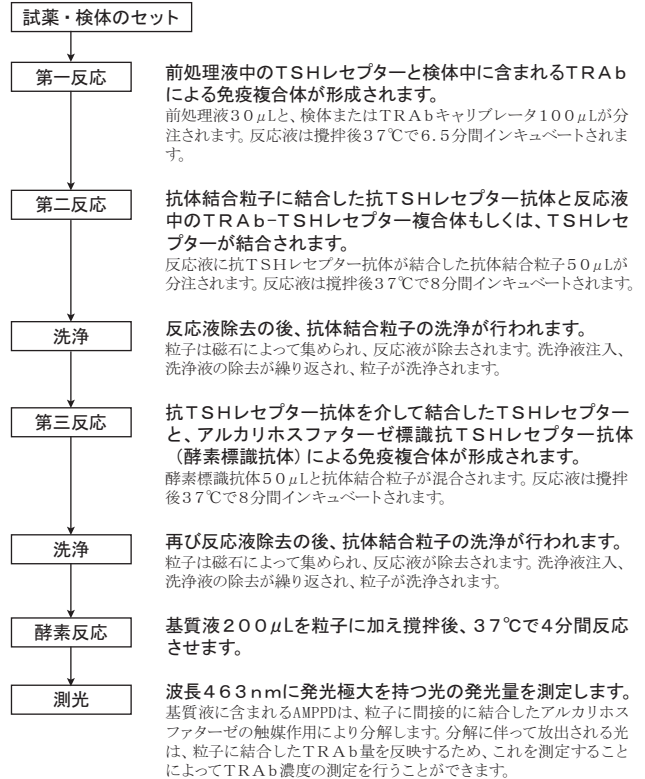 試薬・検体のセット
第一反応
前処理液中のTSHレセプターと検体中に含まれるTRAb
による免疫複合体が形成されます。
前処理液30μLと、検体またはTRAbキャリブレータ100μLが分
注されます。反応液は攪拌後37℃で6.5分間インキュベートされま
す。
第二反応
抗体結合粒子に結合した抗TSHレセプター抗体と反応液
中のTRAb-TSHレセプター複合体もしくは、TSHレセ
プターが結合されます。
反応液に抗TSHレセプター抗体が結合した抗体結合粒子50μLが
分注されます。反応液は攪拌後37℃で8分間インキュベートされます。
洗浄
反応液除去の後、抗体結合粒子の洗浄が行われます。
粒子は磁石によって集められ、反応液が除去されます。洗浄液注入、
洗浄液の除去が繰り返され、粒子が洗浄されます。
第三反応
抗TSHレセプター抗体を介して結合したTSHレセプター
と、アルカリホスファターゼ標識抗TSHレセプター抗体
(酵素標識抗体)による免疫複合体が形成されます。
酵素標識抗体50μLと抗体結合粒子が混合されます。反応液は攪拌
後37℃で8分間インキュベートされます。
洗浄
再び反応液除去の後、抗体結合粒子の洗浄が行われます。
粒子は磁石によって集められ、反応液が除去されます。洗浄液注入、
洗浄液の除去が繰り返され、粒子が洗浄されます。
酵素反応
基質液200μLを粒子に加え攪拌後、37℃で4分間反応
させます。
測光
波長463nmに発光極大を持つ光の発光量を測定します。
基質液に含まれるAMPPDは、粒子に間接的に結合したアルカリホス
ファターゼの触媒作用により分解します。分解に伴って放出される光
は、粒子に結合したTRAb量を反映するため、これを測定すること
によってTRAb濃度の測定を行うことができます。